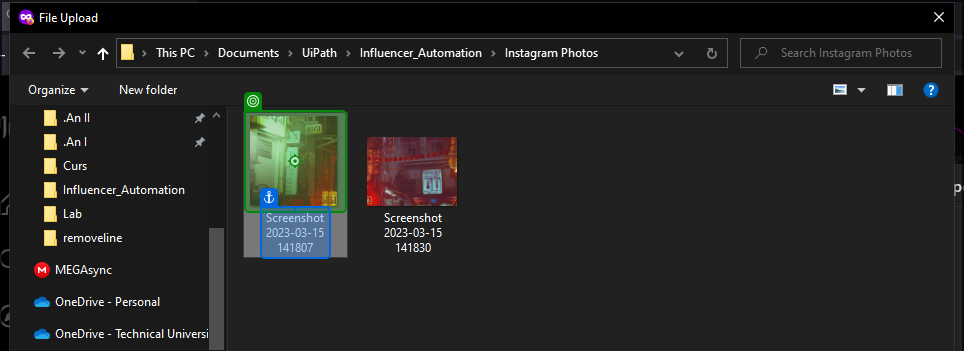 File Upload
This PC > Documents > UiPath > Influencer_Automation > Instagram Photos
Search Instagram Photos
Organize
New folder
.An II
.An I
Curs
Influencer_Automation
Lab
removeline
MEGAsync
OneDrive - Personal
OneDrive - Technical Universi
Screenshot
2023-03-15
141807
Screenshot
2023-03-15
141830